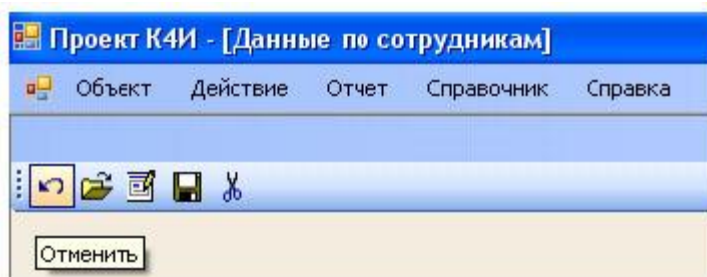 Проект К4И - [Данные по сотрудникам]
Объект Действие Отчет Справочник Справка
Отменить